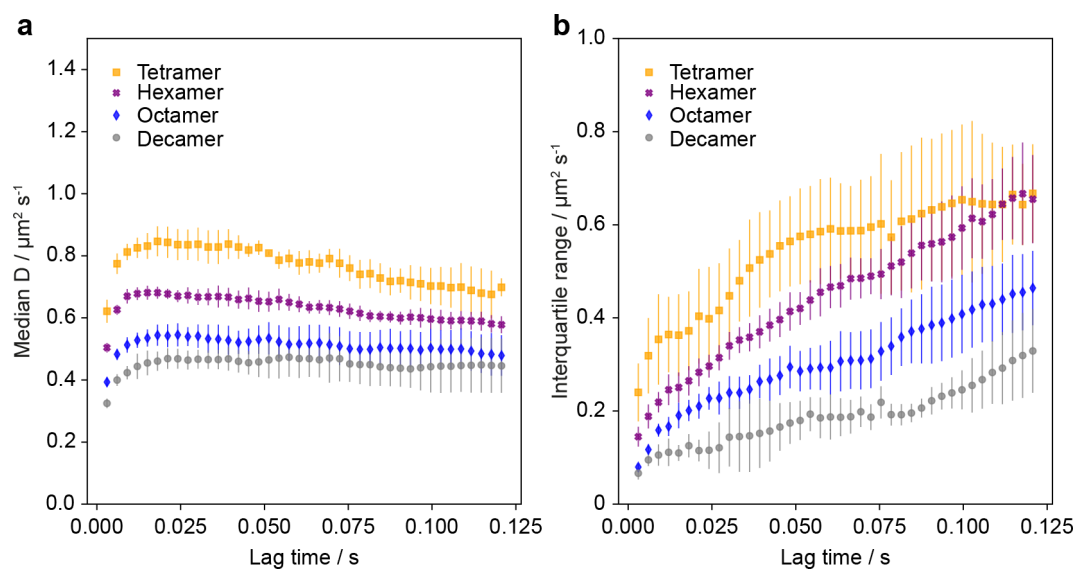 a
Median D / µm² s⁻¹
1.4
1.2
1.0
0.8
0.6
0.4
0.2
0.0
Tetramer
Hexamer
Octamer
Decamer
0.000 0.025 0.050 0.075 0.100 0.125
Lag time / s
b
Interquartile range / µm² s⁻¹
1.0
0.8
0.6
0.4
0.2
0
Tetramer
Hexamer
Octamer
Decamer
0.000 0.025 0.050 0.075 0.100 0.125
Lag time / s